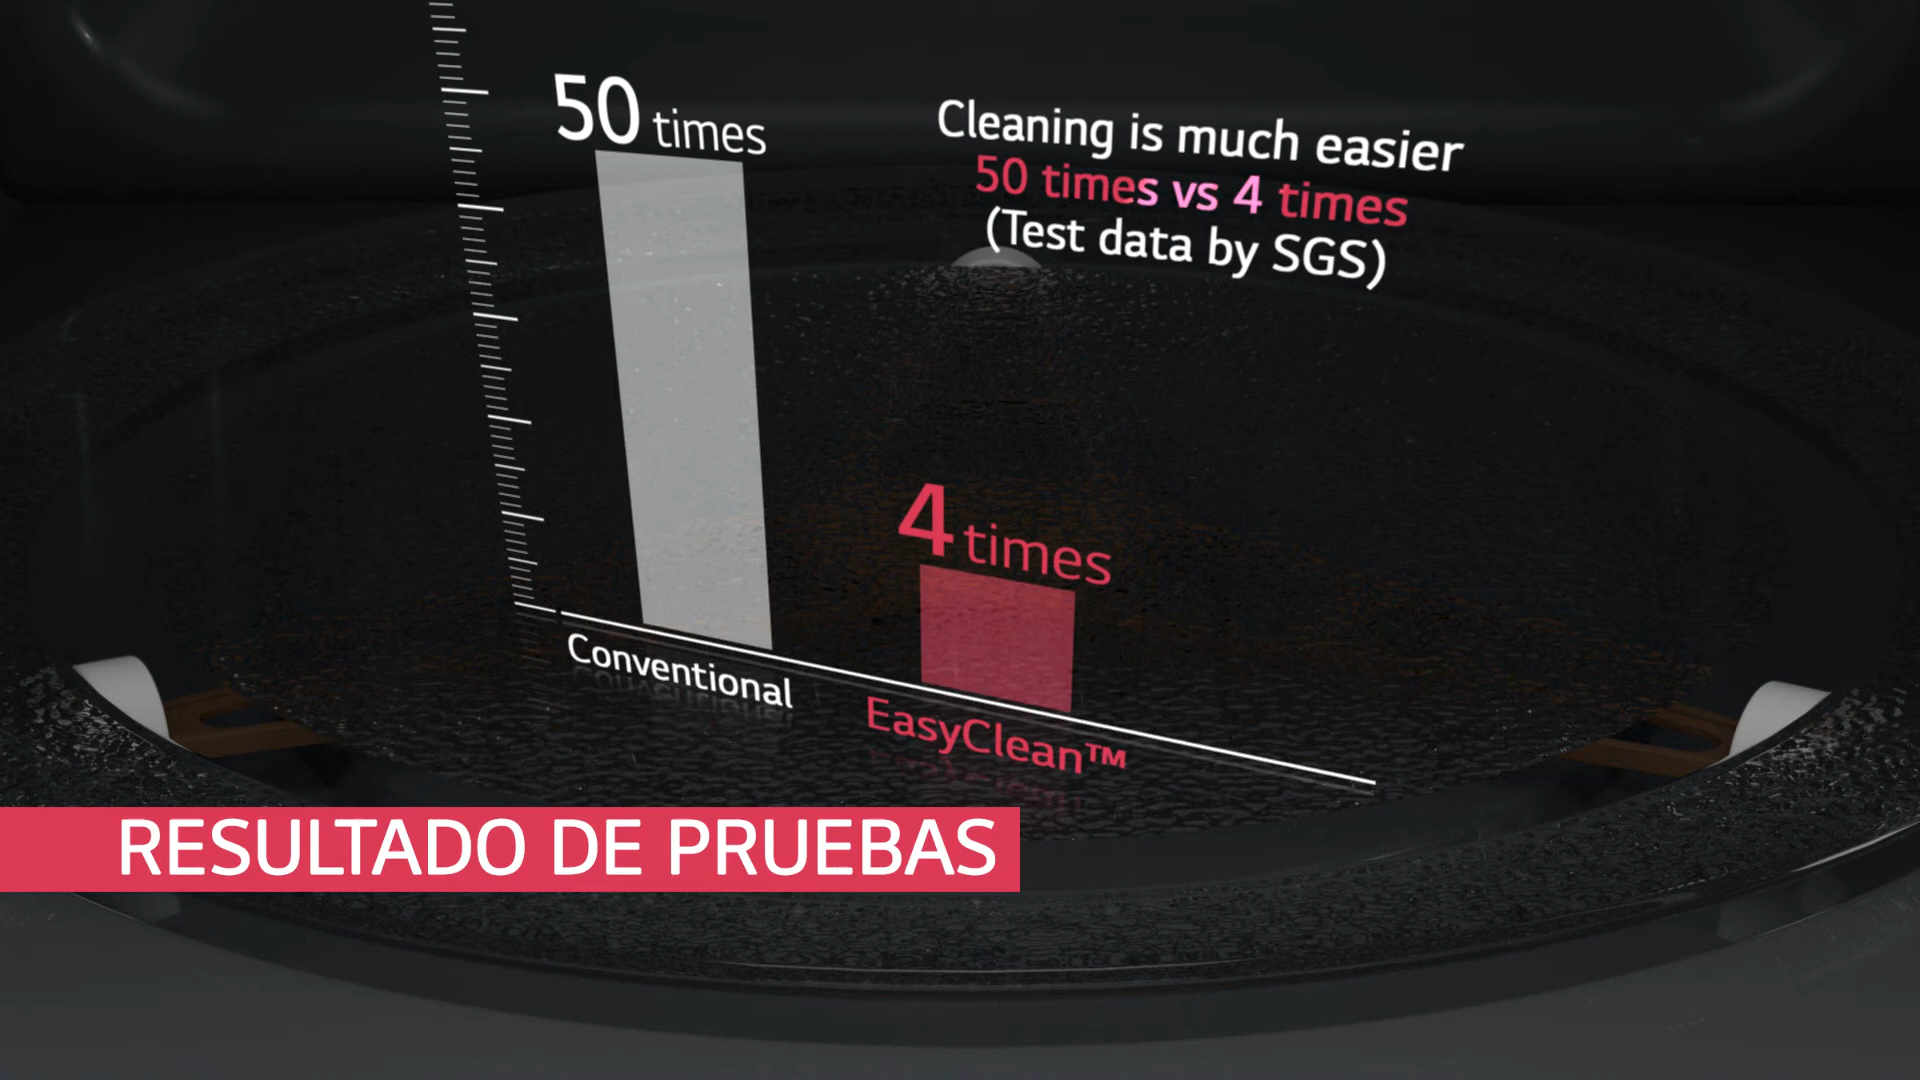 50 times
Cleaning is much easier
50 times vs 4 times
(Test data by SGS)
4 times
Conventional
EasyClean™
RESULTADO DE PRUEBAS